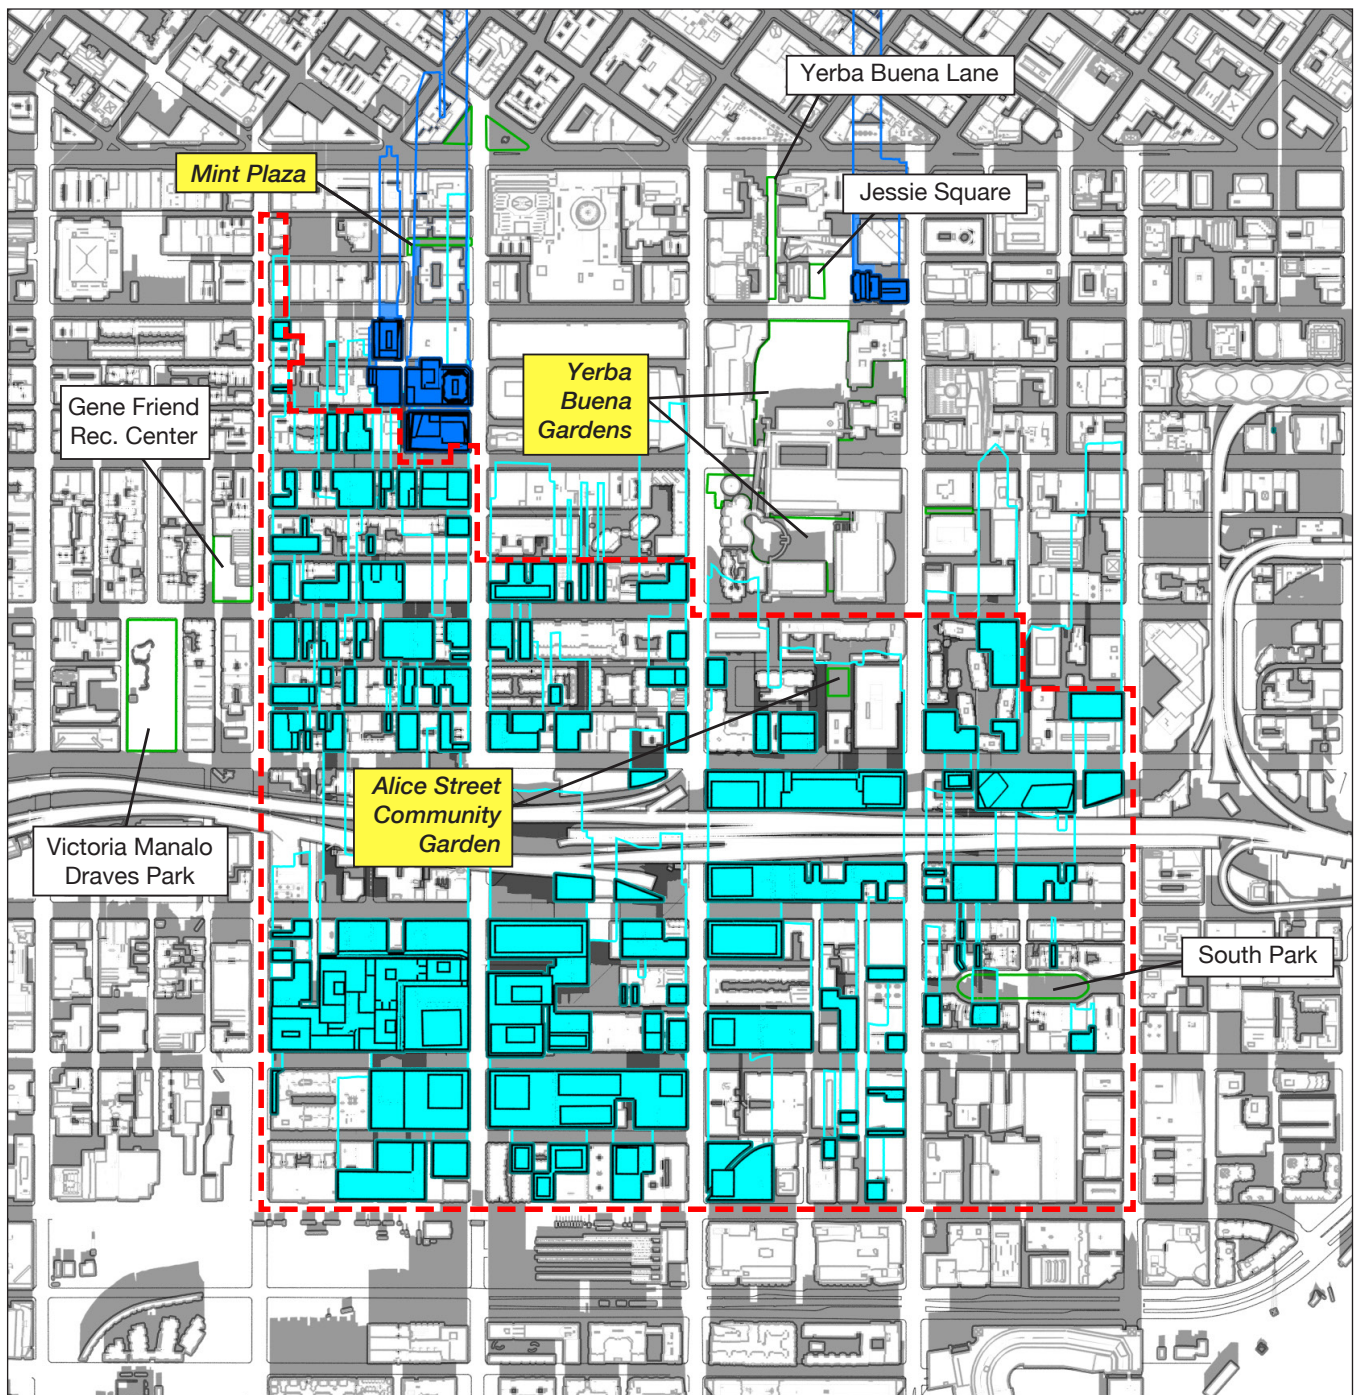 Yerba Buena Lane
Mint Plaza
Jessie Square
Yerba
Buena
Gardens
Gene Friend
Rec. Center
Alice Street
Community
Garden
Victoria Manalo
Draves Park
South Park